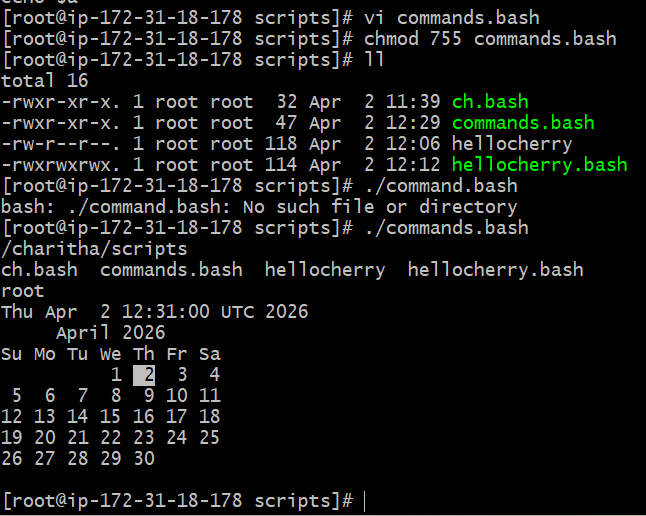 echo $a
[root@ip-172-31-18-178 scripts]# vi commands.bash
[root@ip-172-31-18-178 scripts]# chmod 755 commands.bash
[root@ip-172-31-18-178 scripts]# ll
total 16
-rwxr-xr-x. 1 root root  32 Apr  2 11:39 ch.bash
-rwxr-xr-x. 1 root root  47 Apr  2 12:29 commands.bash
-rw-r--r--. 1 root root 118 Apr  2 12:06 hellocherry
-rwxrwxrwx. 1 root root 114 Apr  2 12:12 hellocherry.bash
[root@ip-172-31-18-178 scripts]# ./command.bash
bash: ./command.bash: No such file or directory
[root@ip-172-31-18-178 scripts]# ./commands.bash
/charitha/scripts
ch.bash  commands.bash  hellocherry  hellocherry.bash
root
Thu Apr  2 12:31:00 UTC 2026
     April 2026
Su Mo Tu We Th Fr Sa
          1  2  3  4
 5  6  7  8  9 10 11
12 13 14 15 16 17 18
19 20 21 22 23 24 25
26 27 28 29 30
[root@ip-172-31-18-178 scripts]#